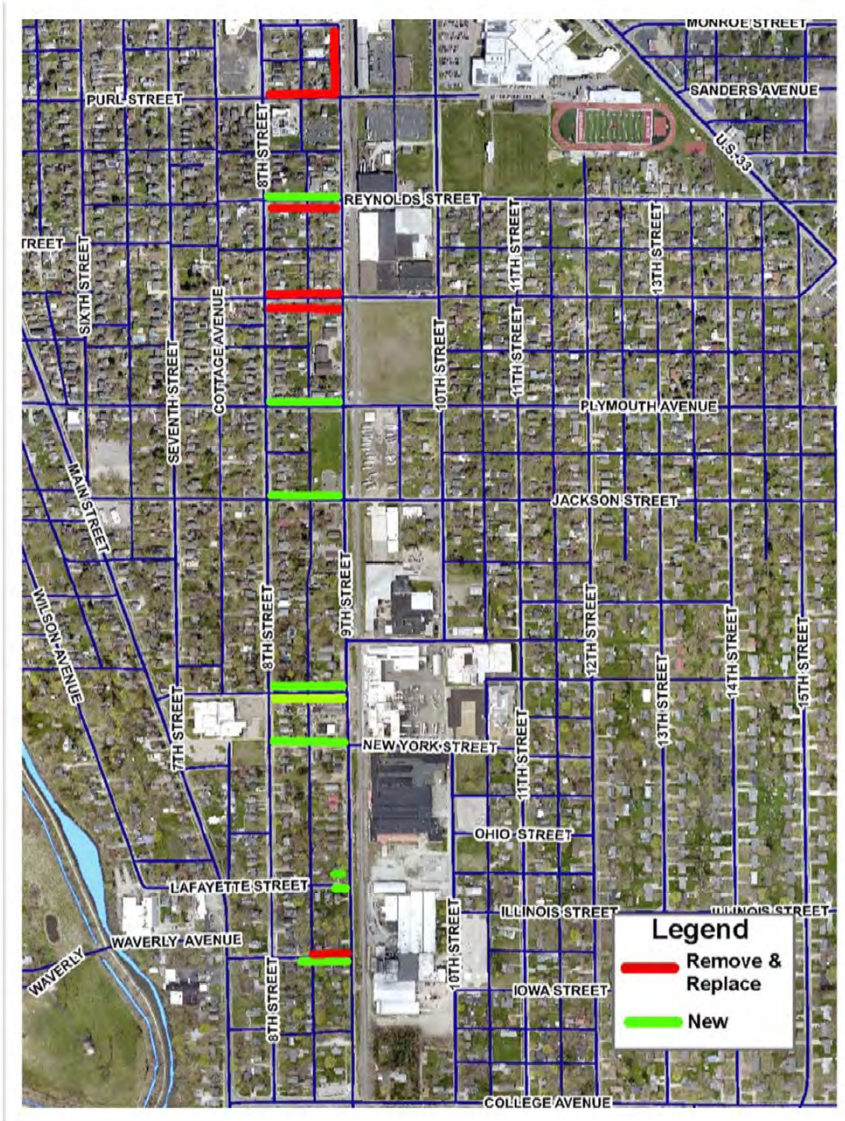 MONROE STREET
SANDERS AVENUE
PURL STREET
U.S. 33
8TH STREET
REYNOLDS STREET
TREET
SIXTH STREET
COTTAGE AVENUE
11TH STREET
13TH STREET
SEVENTH STREET
10TH STREET
11TH STREET
PLYMOUTH AVENUE
MAIN STREET
JACKSON STREET
WILSON AVENUE
8TH STREET
9TH STREET
12TH STREET
14TH STREET
15TH STREET
7TH STREET
13TH STREET
11TH STREET
NEW YORK STREET
OHIO STREET
LAFAYETTE STREET
ILLINOIS STREET
ILLINOIS STREET
WAVERLY AVENUE
WAVERLY
10TH STREET
8TH STREET
IOWA STREET
COLLEGE AVENUE
Legend
Remove &
Replace
New